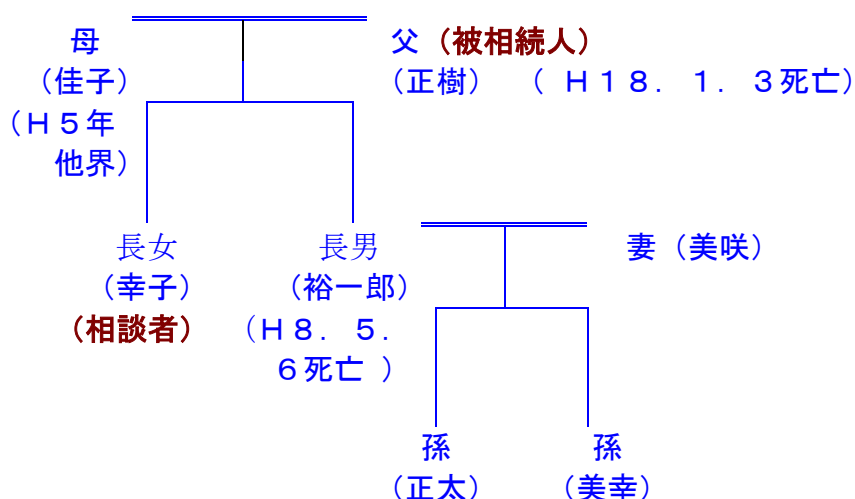 母
（佳子）
（Ｈ５年
他界）
父（被相続人）
（正樹）　（ Ｈ１８．１．３死亡）
長女
（幸子）
（相談者）
長男
（裕一郎）
（Ｈ８．５．
６死亡 ）
妻（美咲）
孫
（正太）
孫
（美幸）